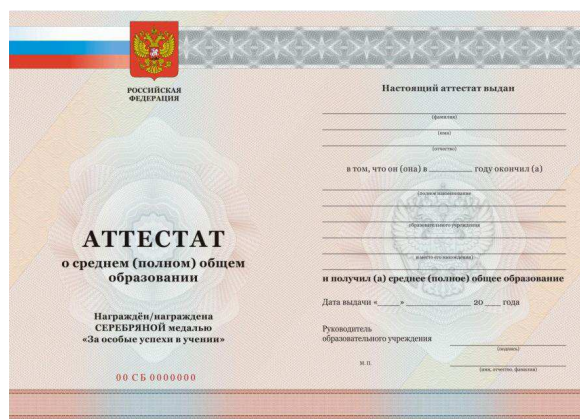 РОССИЙСКАЯ
ФЕДЕРАЦИЯ
АТТЕСТАТ
о среднем (полном) общем
образовании
Награждён/награждена
СЕРЕБРЯНОЙ медалью
«За особые успехи в учении»
00 СБ 0000000
Настоящий аттестат выдан
(фамилия)
(имя)
(отчество)
в том, что он (она) в ________ году окончил (а)
(полное наименование
образовательного учреждения
и место его нахождения)
и получил (а) среднее (полное) общее образование
Дата выдачи «____» ____________ 20 ___ года
Руководитель
образовательного учреждения
(подпись)
М. П.
(имя, отчество, фамилия)